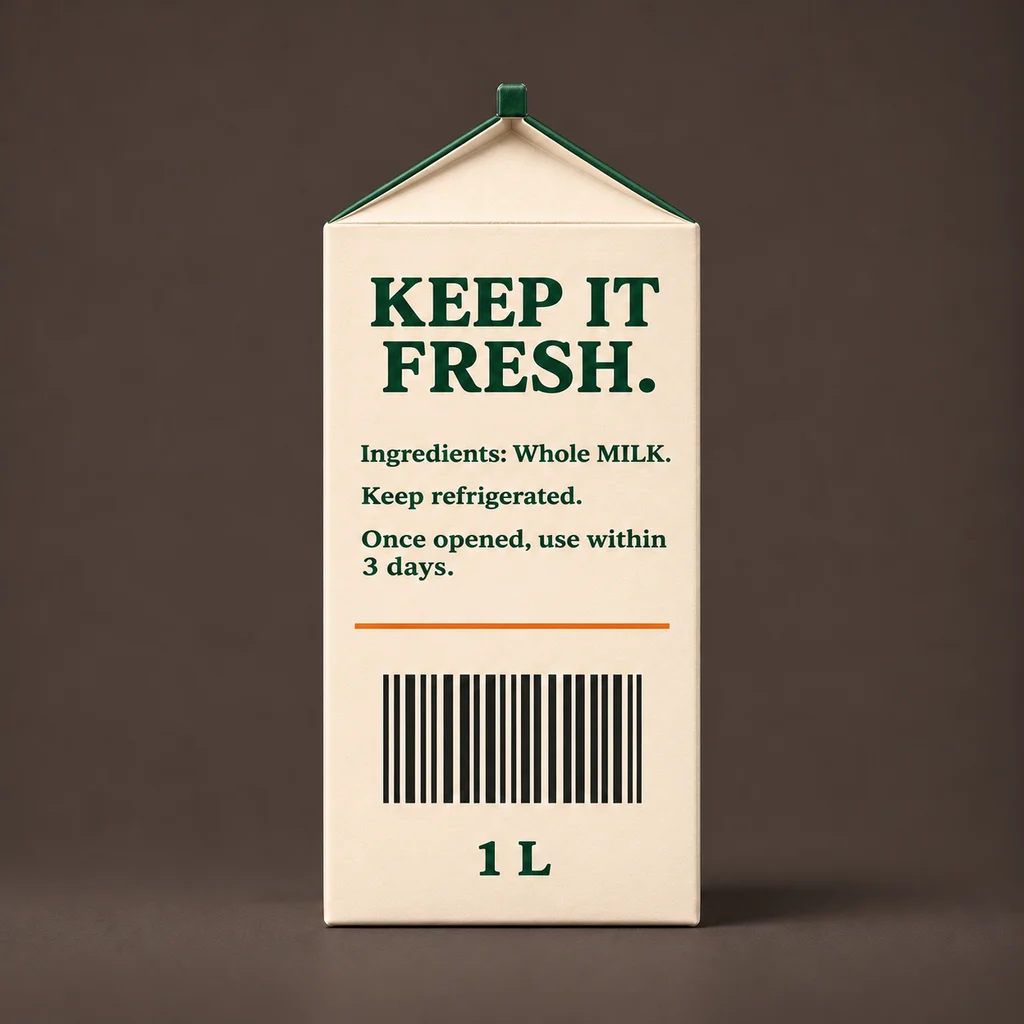 KEEP IT
FRESH.
Ingredients: Whole MILK.
Keep refrigerated.
Once opened, use within
3 days.
1 L